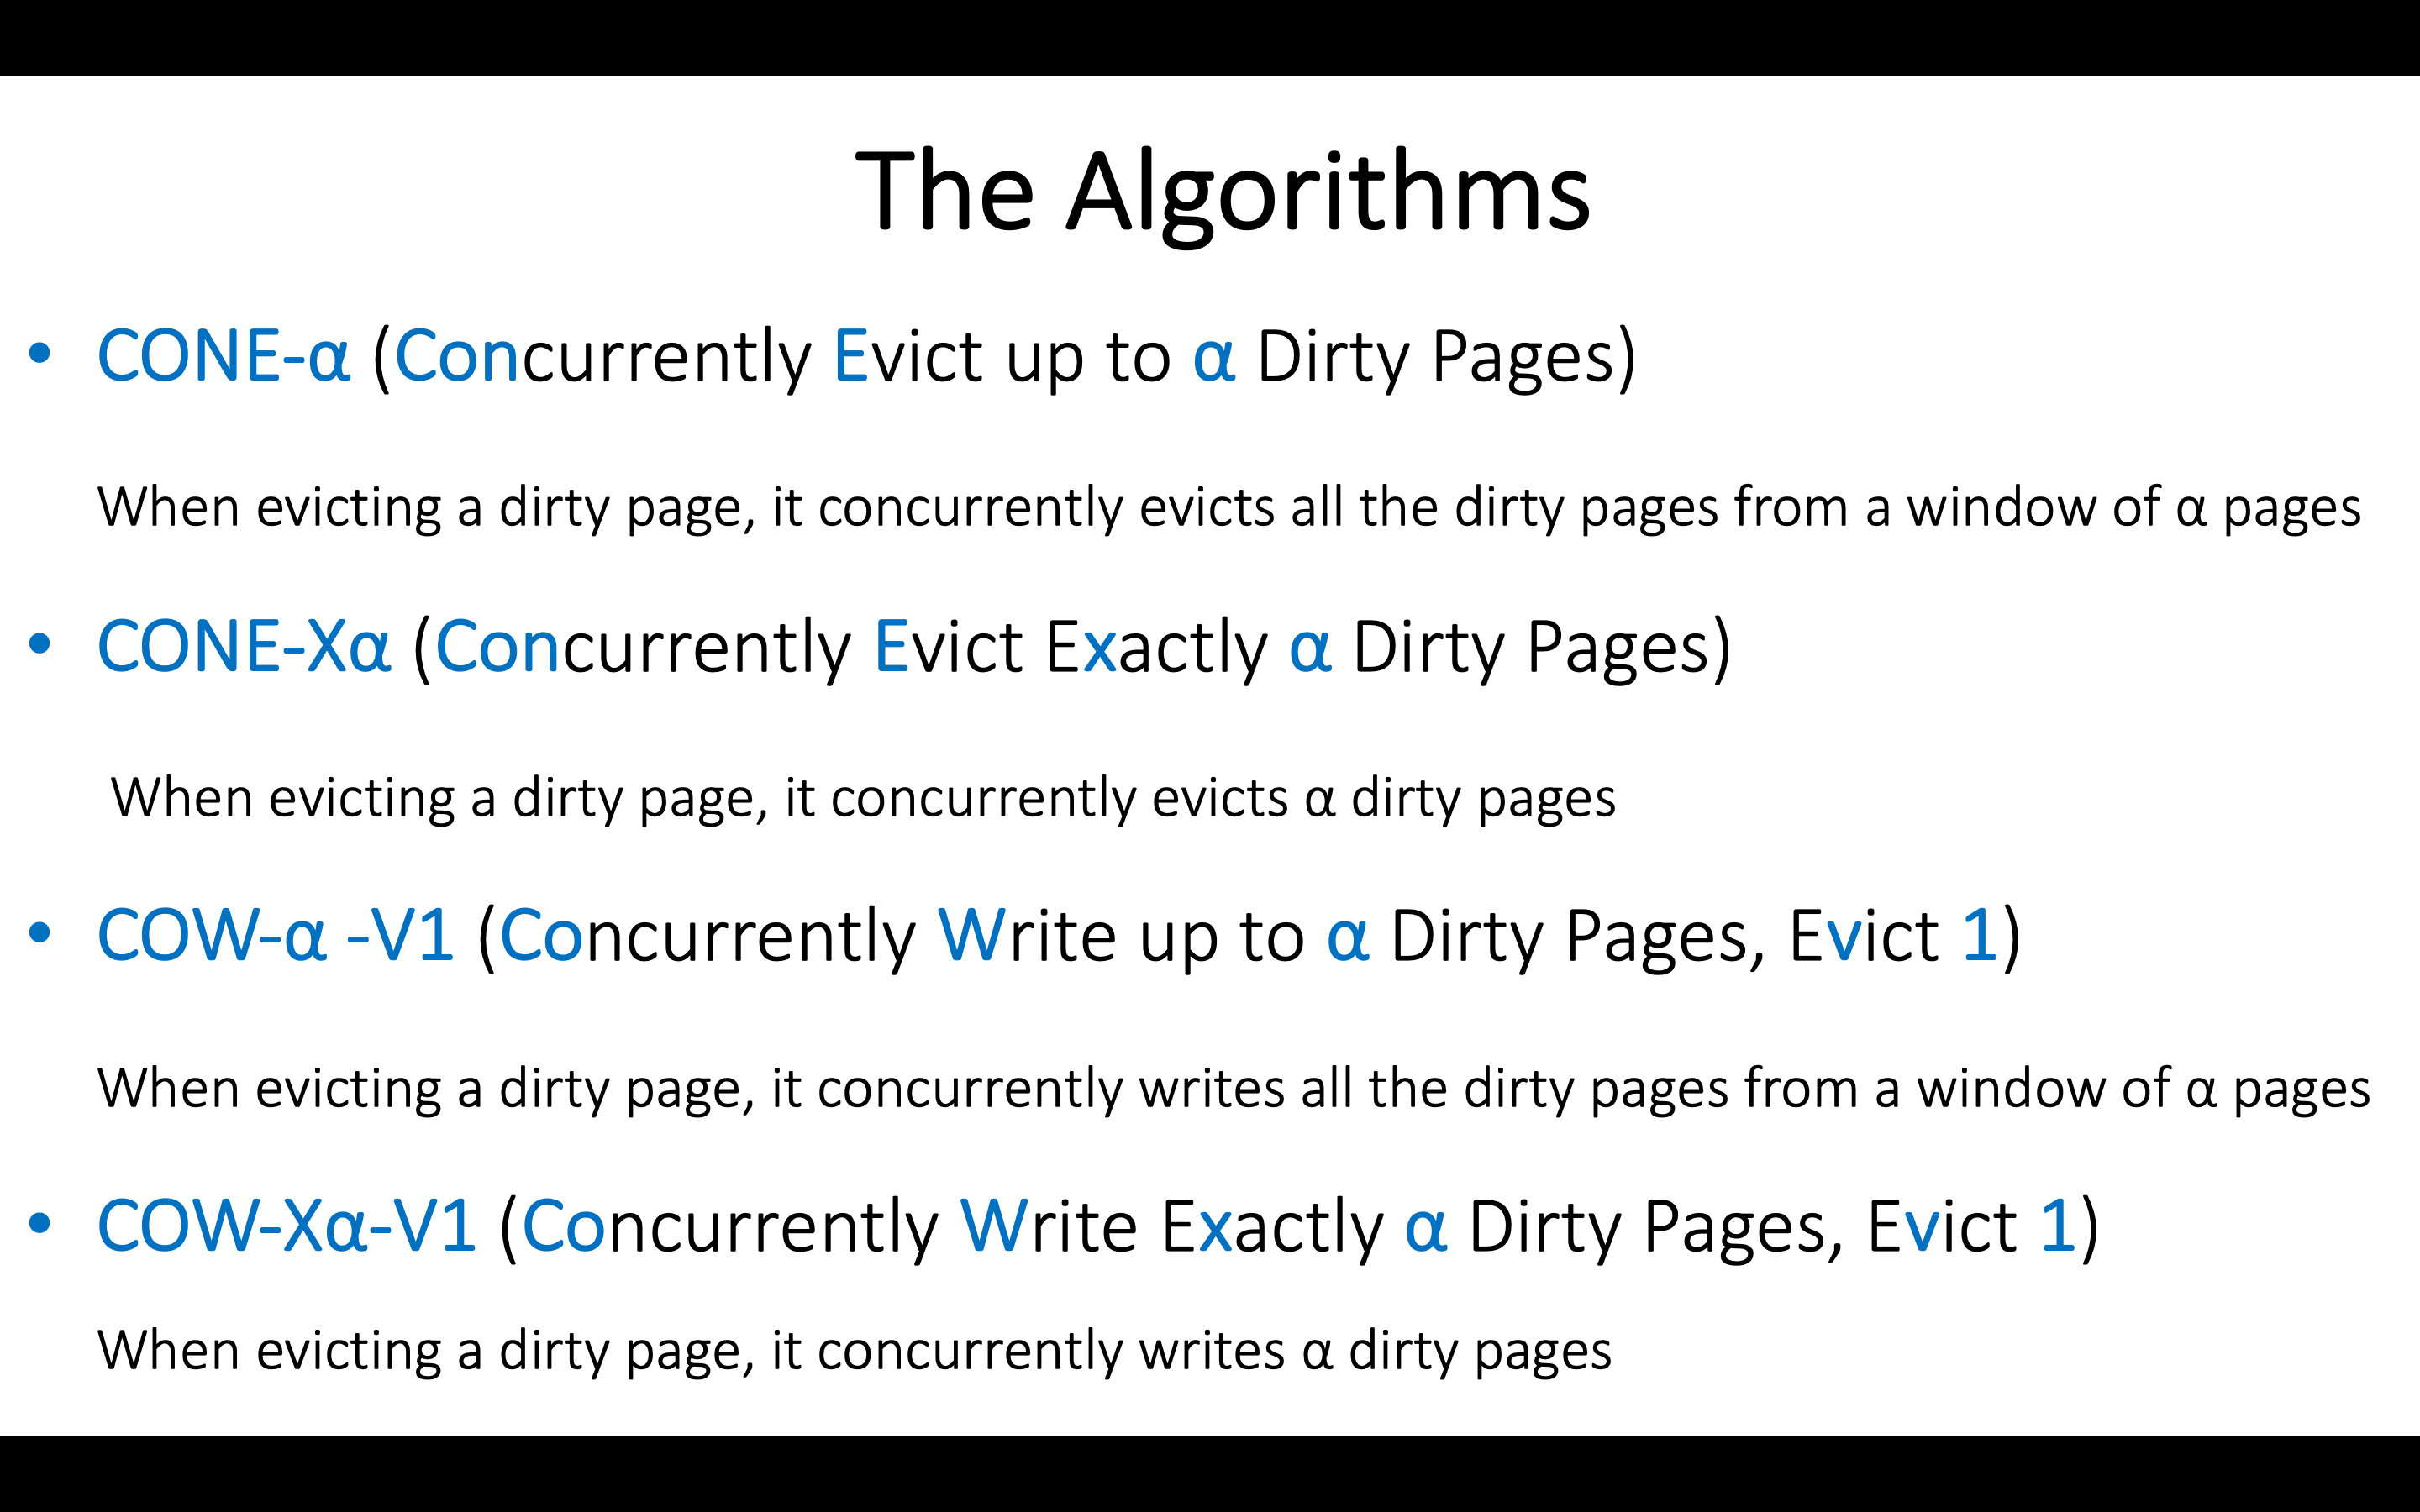 The Algorithms
• CONE-α (Concurrently Evict up to α Dirty Pages)
When evicting a dirty page, it concurrently evicts all the dirty pages from a window of α pages
• CONE-Xα (Concurrently Evict Exactly α Dirty Pages)
When evicting a dirty page, it concurrently evicts α dirty pages
• COW-α -V1 (Concurrently Write up to α Dirty Pages, Evict 1)
When evicting a dirty page, it concurrently writes all the dirty pages from a window of α pages
• COW-Xα-V1 (Concurrently Write Exactly α Dirty Pages, Evict 1)
When evicting a dirty page, it concurrently writes α dirty pages